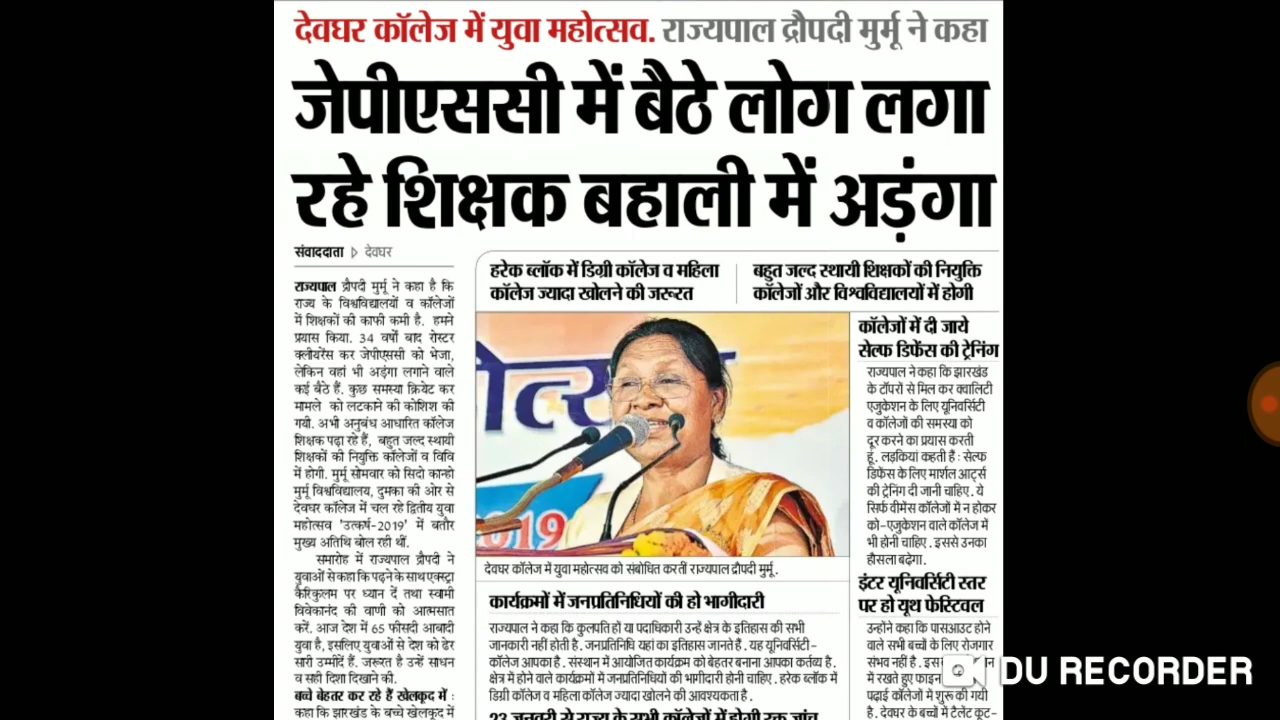 देवघर कॉलेज में युवा महोत्सव. राज्यपाल द्रौपदी मुर्मू ने कहा
जेपीएससी में बैठे लोग लगा
रहे शिक्षक बहाली में अड़ंगा
संवाददाता ▷ देवघर
राज्यपाल द्रौपदी मुर्मू ने कहा है कि
राज्य के विश्वविद्यालयों व कॉलेजों
में शिक्षकों की काफी कमी है. हमने
प्रयास किया. 34 वर्षों बाद रोस्टर
क्लीयरेंस कर जेपीएससी को भेजा,
लेकिन वहां भी अड़ंगा लगाने वाले
कई बैठे हैं. कुछ समस्या क्रियेट कर
मामले को लटकाने की कोशिश की
गयी. अभी अनुबंध आधारित कॉलेज
शिक्षक पढ़ा रहे हैं, बहुत जल्द स्थायी
शिक्षकों की नियुक्ति कॉलेजों व विवि
में होगी. मुर्मू सोमवार को सिदो कान्हो
मुर्मू विश्वविद्यालय, दुमका की ओर से
देवघर कॉलेज में चल रहे द्वितीय युवा
महोत्सव 'उत्कर्ष-2019' में बतौर
मुख्य अतिथि बोल रही थीं.
समारोह में राज्यपाल द्रौपदी ने
युवाओं से कहा कि पढ़ने के साथ एक्स्ट्रा
कैरिकुलम पर ध्यान दें तथा स्वामी
विवेकानंद की वाणी को आत्मसात
करें. आज देश में 65 फीसदी आबादी
युवा है, इसलिए युवाओं से देश को ढेर
सारी उम्मीदें हैं. जरूरत है उन्हें साधन
व सही दिशा दिखाने की.
बच्चे बेहतर कर रहे हैं खेलकूद में :
कहा कि झारखंड के बच्चे खेलकूद में
हरेक ब्लॉक में डिग्री कॉलेज व महिला
कॉलेज ज्यादा खोलने की जरूरत
बहुत जल्द स्थायी शिक्षकों की नियुक्ति
कॉलेजों और विश्वविद्यालयों में होगी
2019
देवघर कॉलेज में युवा महोत्सव को संबोधित करतीं राज्यपाल द्रौपदी मुर्मू.
कार्यक्रमों में जनप्रतिनिधियों की हो भागीदारी
राज्यपाल ने कहा कि कुलपति हो या पदाधिकारी उन्हें क्षेत्र के इतिहास की सभी
जानकारी नहीं होती है. जनप्रतिनिधि यहां का इतिहास जानते हैं. यह यूनिवर्सिटी-
कॉलेज आपका है. संस्थान में आयोजित कार्यक्रम को बेहतर बनाना आपका कर्तव्य है.
क्षेत्र में होने वाले कार्यक्रमों में जनप्रतिनिधियों की भागीदारी होनी चाहिए. हरेक ब्लॉक में
डिग्री कॉलेज व महिला कॉलेज ज्यादा खोलने की आवश्यकता है.
23 जनवरी से राज्य के सभी कॉलेजों में होगी रक्त जांच
कॉलेजों में दी जाये
सेल्फ डिफेंस की ट्रेनिंग
राज्यपाल ने कहा कि झारखंड
के टॉपरों से मिल कर क्वालिटी
एजुकेशन के लिए यूनिवर्सिटी
व कॉलेजों की समस्या को
दूर करने का प्रयास करती
हूं. लड़कियां कहती हैं : सेल्फ
डिफेंस के लिए मार्शल आर्ट्स
की ट्रेनिंग दी जानी चाहिए. ये
सिर्फ वीमेंस कॉलेजों में न होकर
को-एजुकेशन वाले कॉलेज में
भी होनी चाहिए. इससे उनका
हौसला बढ़ेगा.
इंटर यूनिवर्सिटी स्तर
पर हो यूथ फेस्टिवल
उन्होंने कहा कि पासआउट होने
वाले सभी बच्चों के लिए रोजगार
संभव नहीं है.
में रखते हुए
पढ़ाई कॉलेजों में शुरू की गयी
है. देवघर के बच्चों में टैलेंट कूट-
DU RECORDER